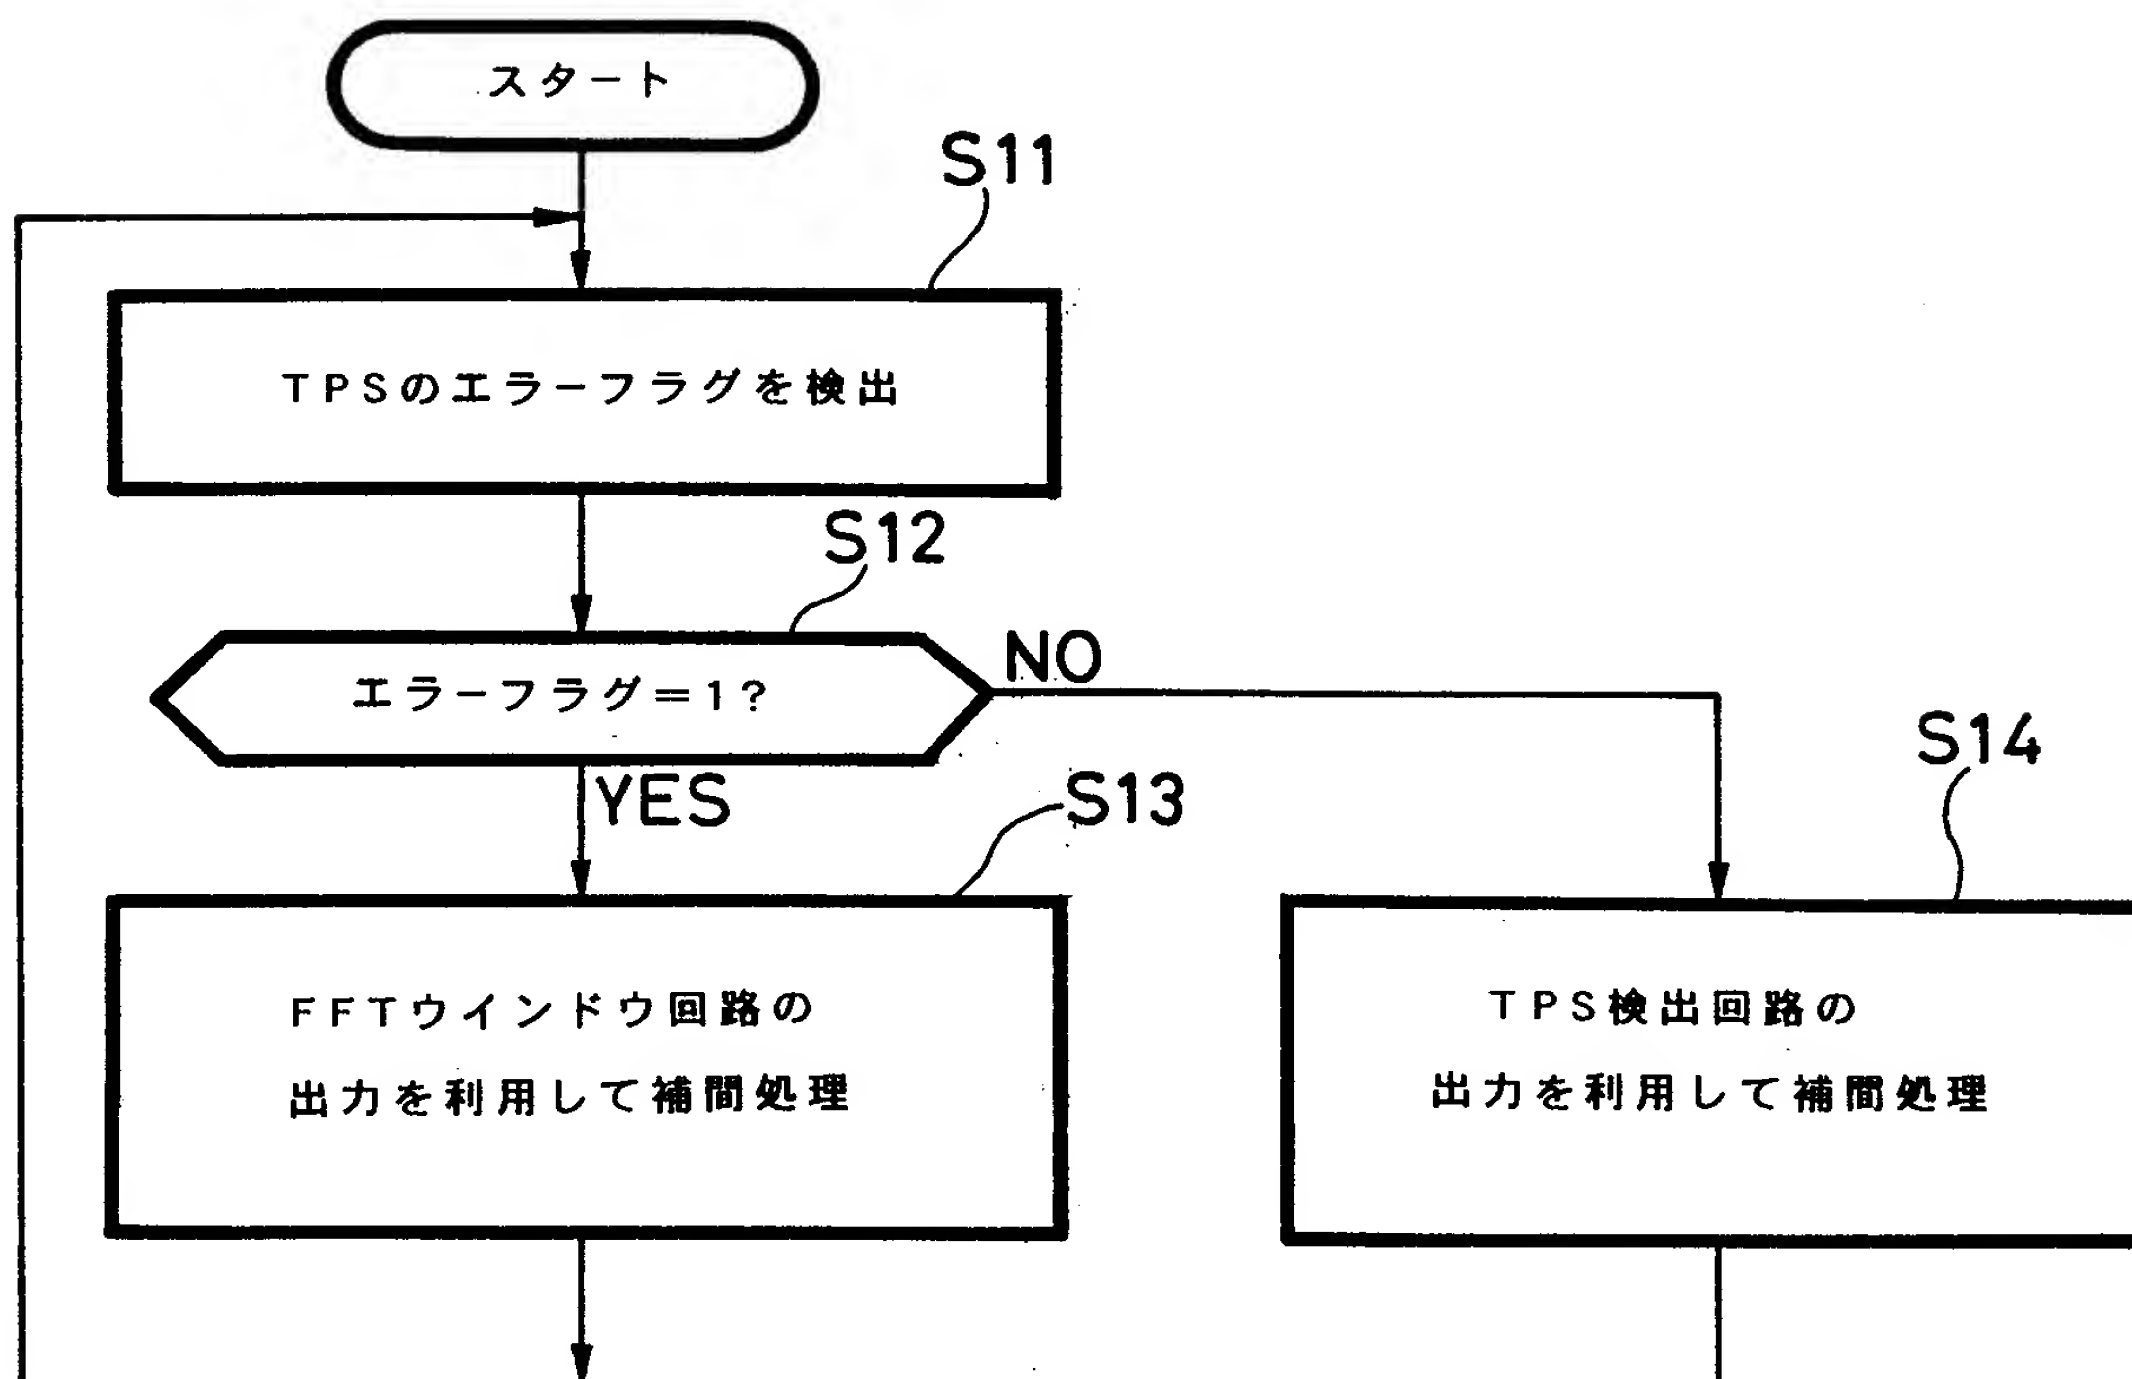 スタート
S11
TPSのエラーフラグを検出
S12
エラーフラグ=1?
NO
YES
S13
S14
FFTウインドウ回路の
出力を利用して補間処理
TPS検出回路の
出力を利用して補間処理